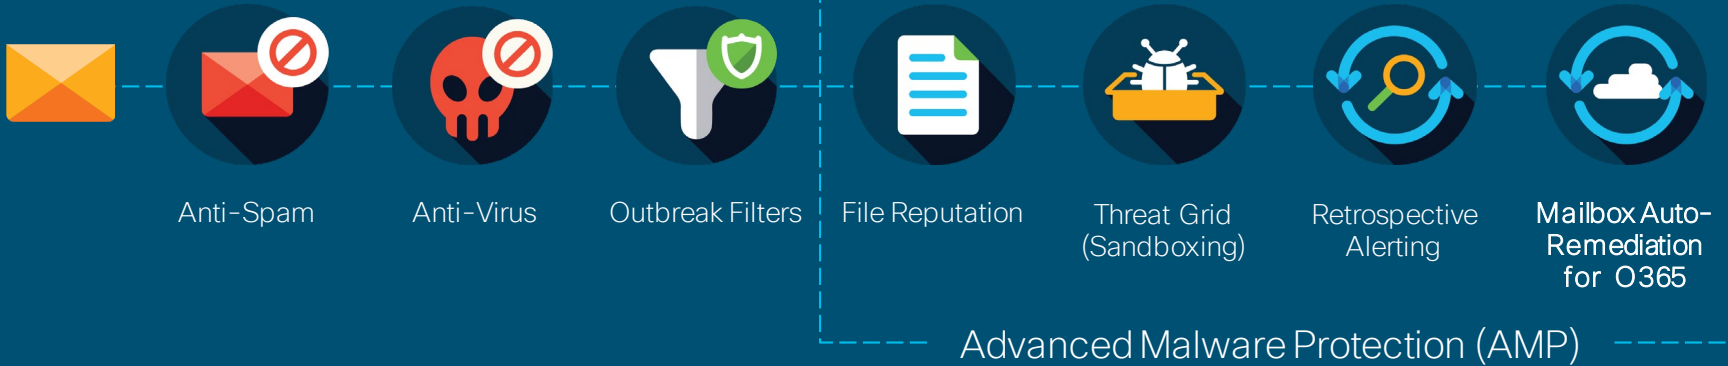 Anti-Spam
Anti-Virus
Outbreak Filters
File Reputation
Threat Grid
(Sandboxing)
Retrospective
Alerting
Mailbox Auto-
Remediation
for O365
Advanced Malware Protection (AMP)